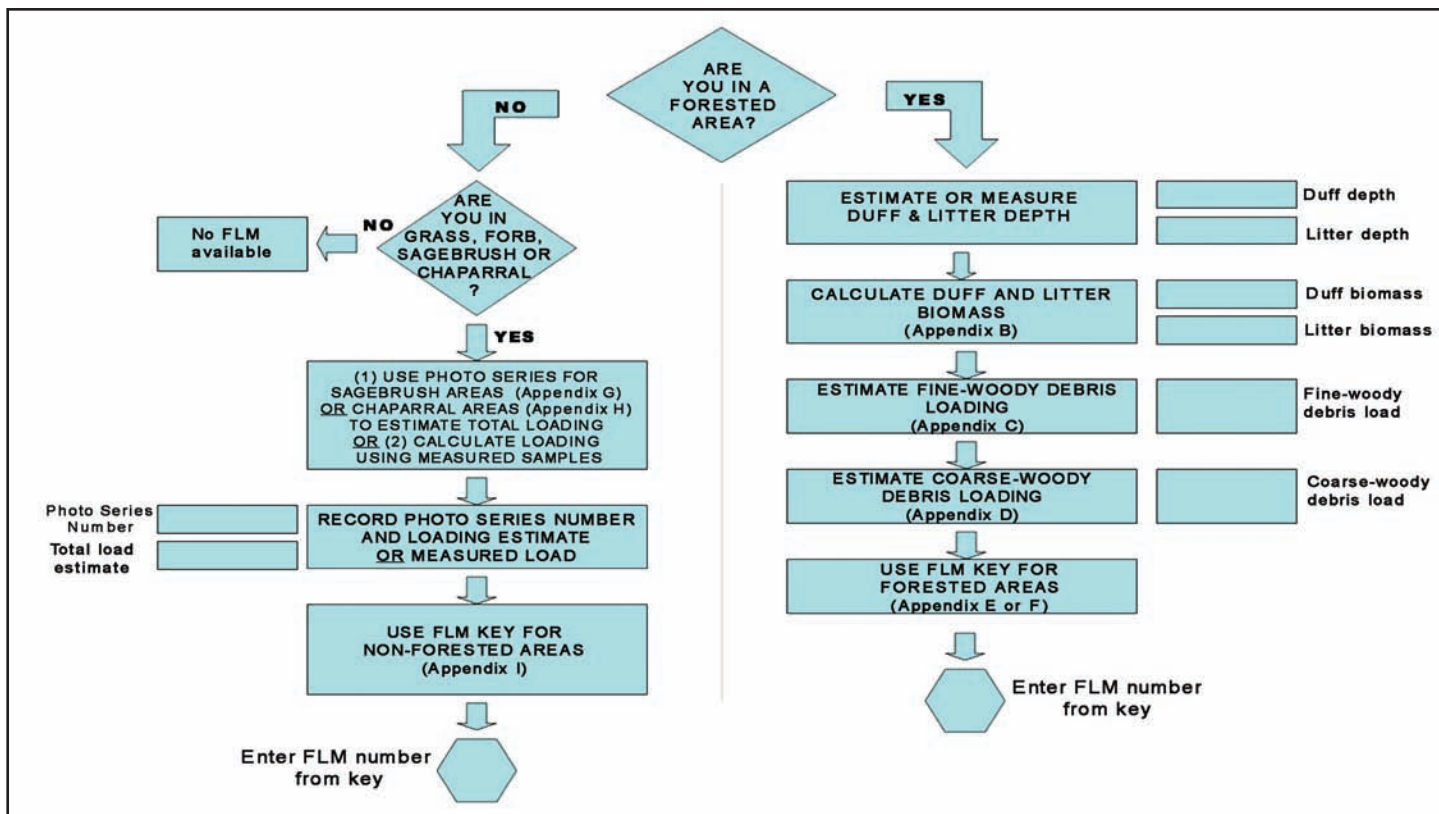 ARE
YOU IN A
FORESTED
AREA?
NO
YES
ARE
YOU IN
GRASS, FORB,
SAGEBRUSH OR
CHAPARRAL
?
NO
No FLM
available
YES
(1) USE PHOTO SERIES FOR
SAGEBRUSH AREAS (Appendix G)
OR CHAPARRAL AREAS (Appendix H)
TO ESTIMATE TOTAL LOADING
OR (2) CALCULATE LOADING
USING MEASURED SAMPLES
Photo Series
Number
Total load
estimate
RECORD PHOTO SERIES NUMBER
AND LOADING ESTIMATE
OR MEASURED LOAD
USE FLM KEY FOR
NON-FORESTED AREAS
(Appendix I)
Enter FLM number
from key
ESTIMATE OR MEASURE
DUFF & LITTER DEPTH
Duff depth
Litter depth
CALCULATE DUFF AND LITTER
BIOMASS
(Appendix B)
Duff biomass
Litter biomass
ESTIMATE FINE-WOODY DEBRIS
LOADING
(Appendix C)
Fine-woody
debris load
ESTIMATE COARSE-WOODY
DEBRIS LOADING
(Appendix D)
Coarse-woody
debris load
USE FLM KEY FOR
FORESTED AREAS
(Appendix E or F)
Enter FLM number
from key